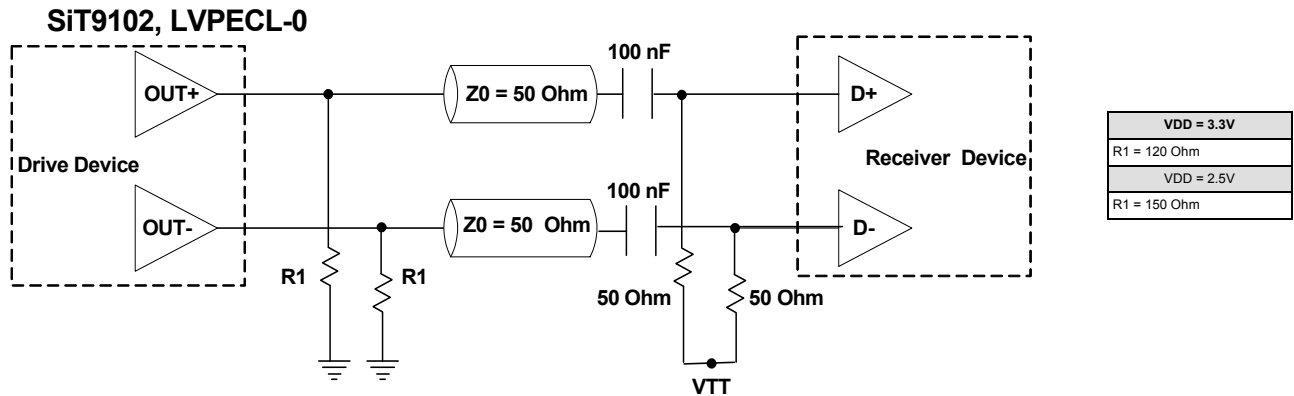 SiT9102, LVPECL-0
100 nF
OUT+
Z0 = 50 Ohm
D+
Drive Device
Receiver Device
100 nF
OUT-
Z0 = 50 Ohm
D-
R1
R1
50 Ohm
50 Ohm
VTT
VDD = 3.3V
R1 = 120 Ohm
VDD = 2.5V
R1 = 150 Ohm